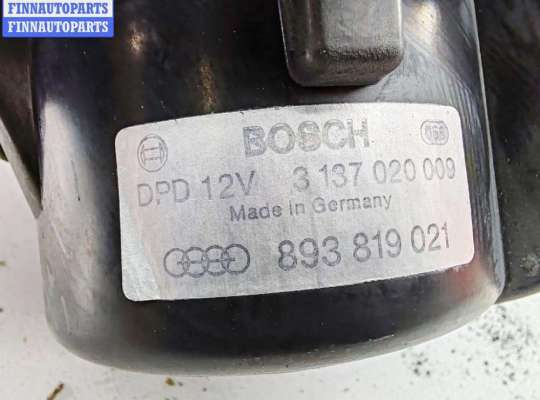 FINNAUTOPARTS
FINNAUTOPARTS
BOSCH
DPD 12V 3 137 020 009
Made in Germany
893 819 021